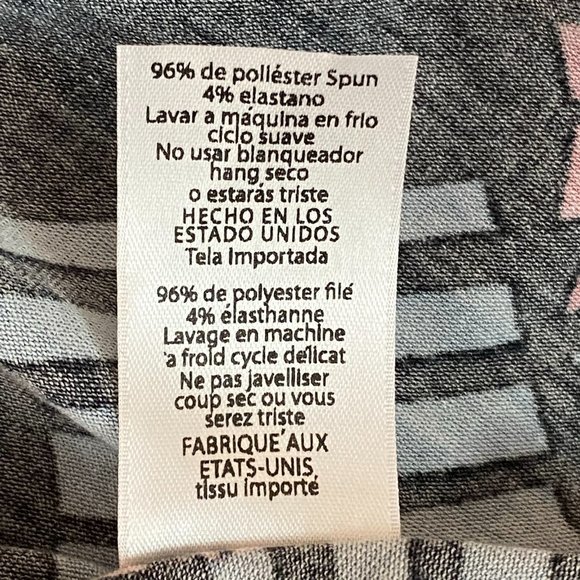 96% de poliéster Spun
4% elastano
Lavar a máquina en frío
ciclo suave
No usar blanqueador
hang seco
o estarás triste
HECHO EN LOS
ESTADO UNIDOS
Tela Importada
96% de polyester filé
4% élasthanne
Lavage en machine
'a froid cycle délicat
Ne pas javelliser
coup sec ou vous
serez triste
FABRIQUE'AUX
ETATS-UNIS,
tissu importé